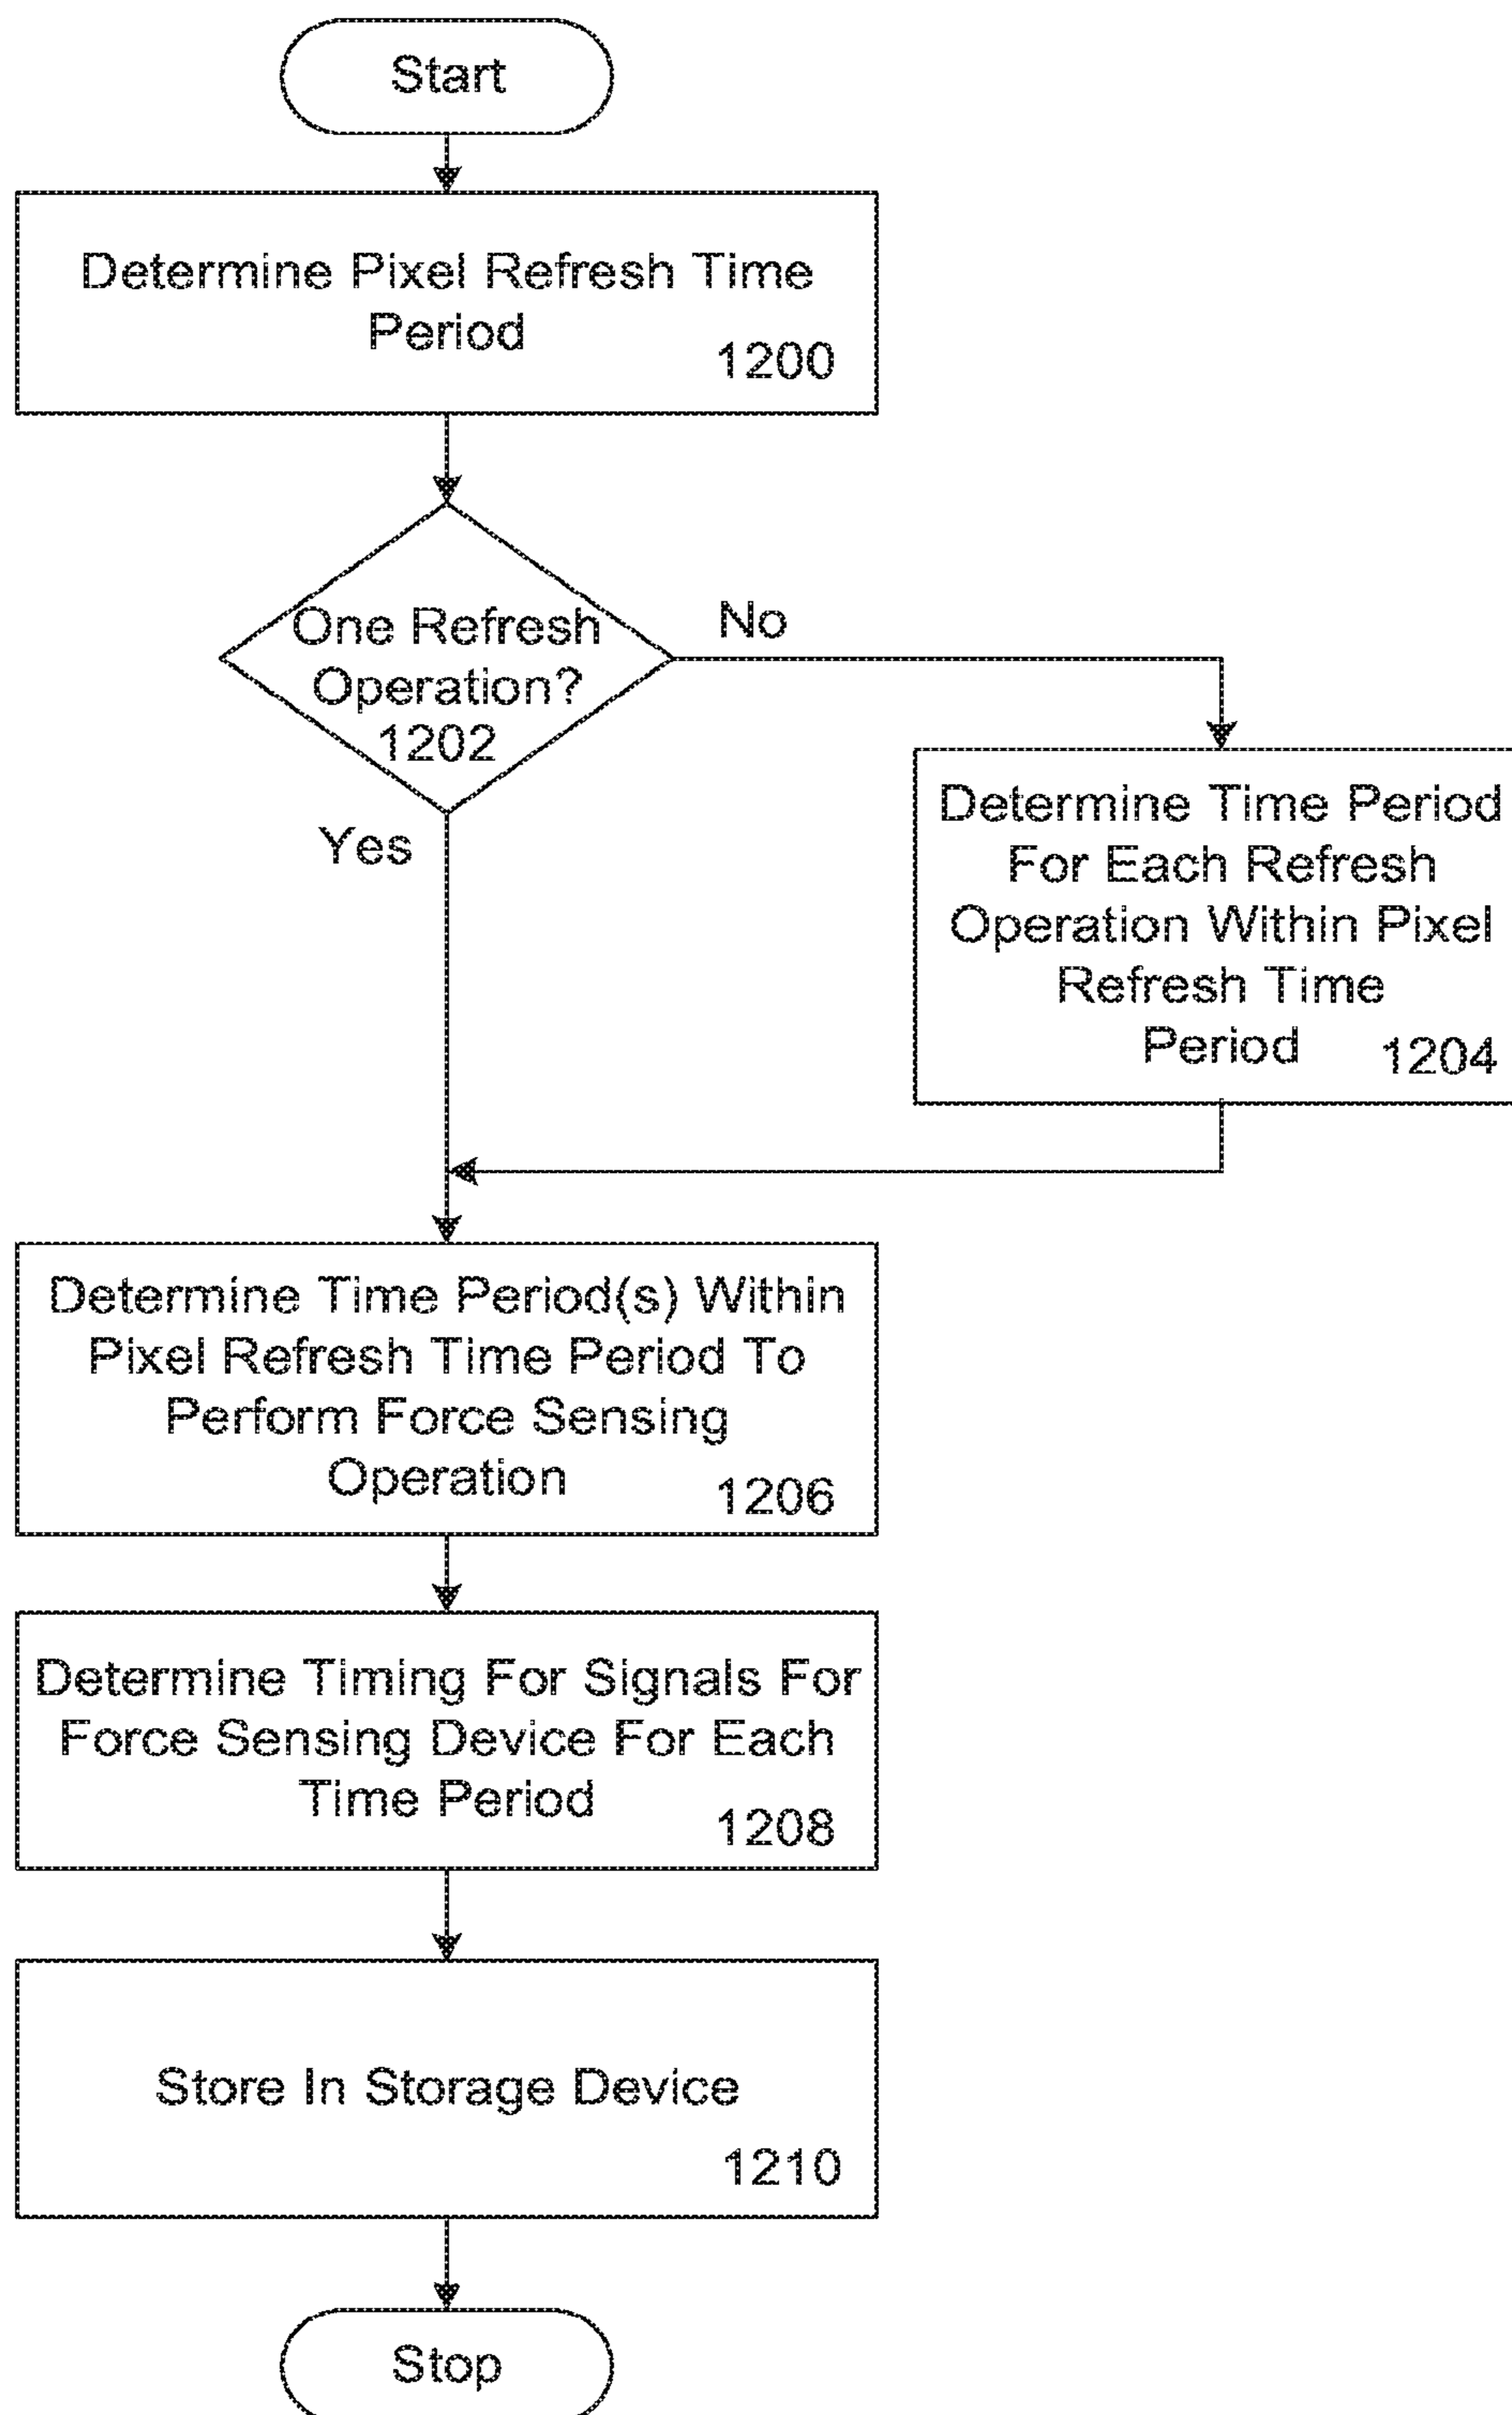 Start
Determine Pixel Refresh Time
Period
1200
One Refresh
Operation?
1202
No
Yes
Determine Time Period
For Each Refresh
Operation Within Pixel
Refresh Time
Period
1204
Determine Time Period(s) Within
Pixel Refresh Time Period To
Perform Force Sensing
Operation
1206
Determine Timing For Signals For
Force Sensing Device For Each
Time Period
1208
Store In Storage Device
1210
Stop